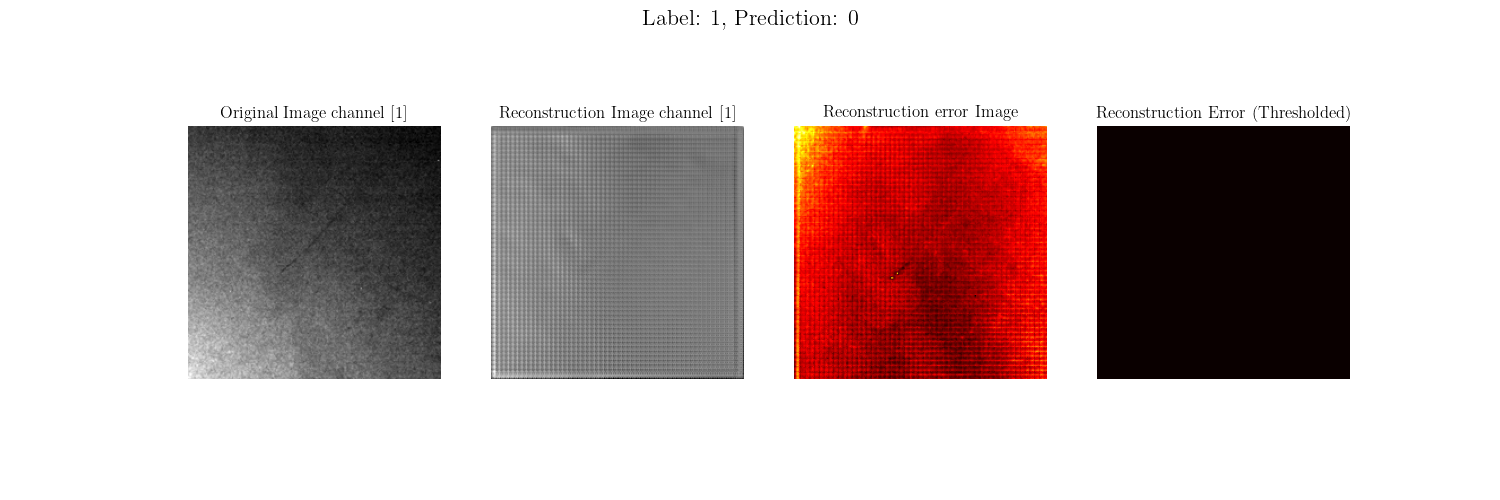 Label: 1, Prediction: 0
Original Image channel [1]
Reconstruction Image channel [1]
Reconstruction error Image
Reconstruction Error (Thresholded)